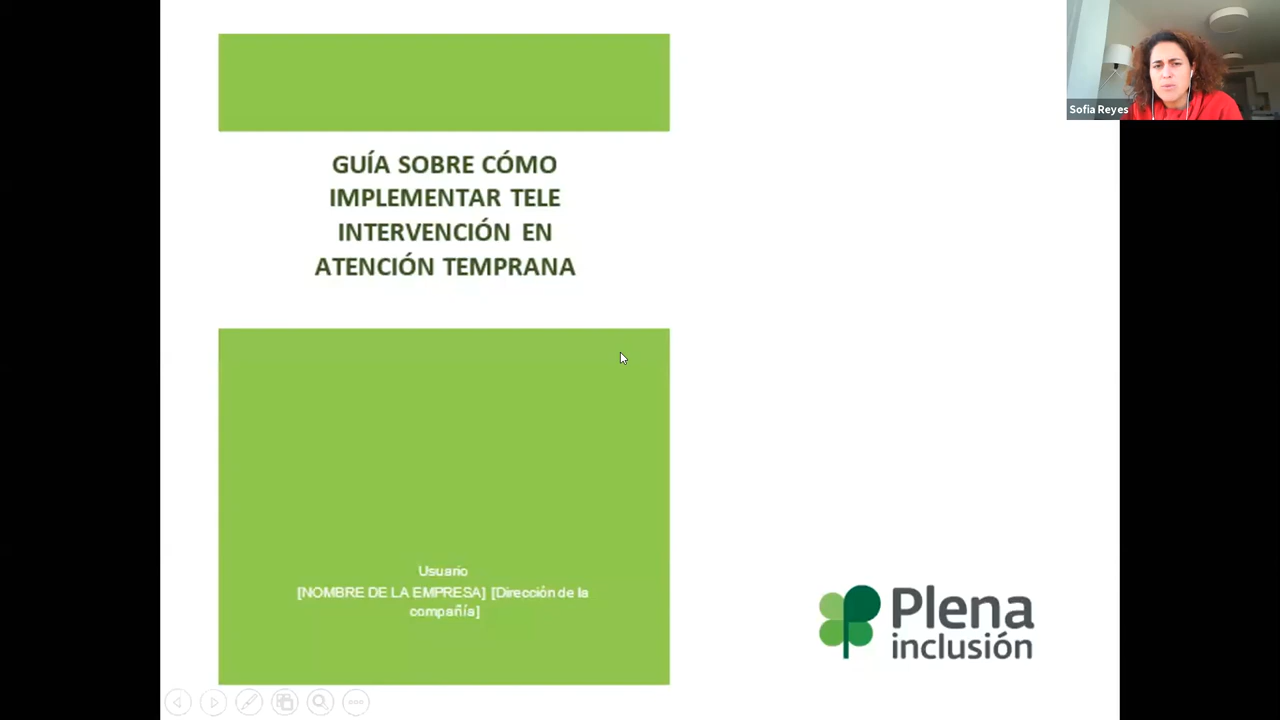 Sofia Reyes
GUÍA SOBRE CÓMO
IMPLEMENTAR TELE
INTERVENCIÓN EN
ATENCIÓN TEMPRANA
Usuario
[NOMBRE DE LA EMPRESA] [Dirección de la
compañía]
Plena
inclusión